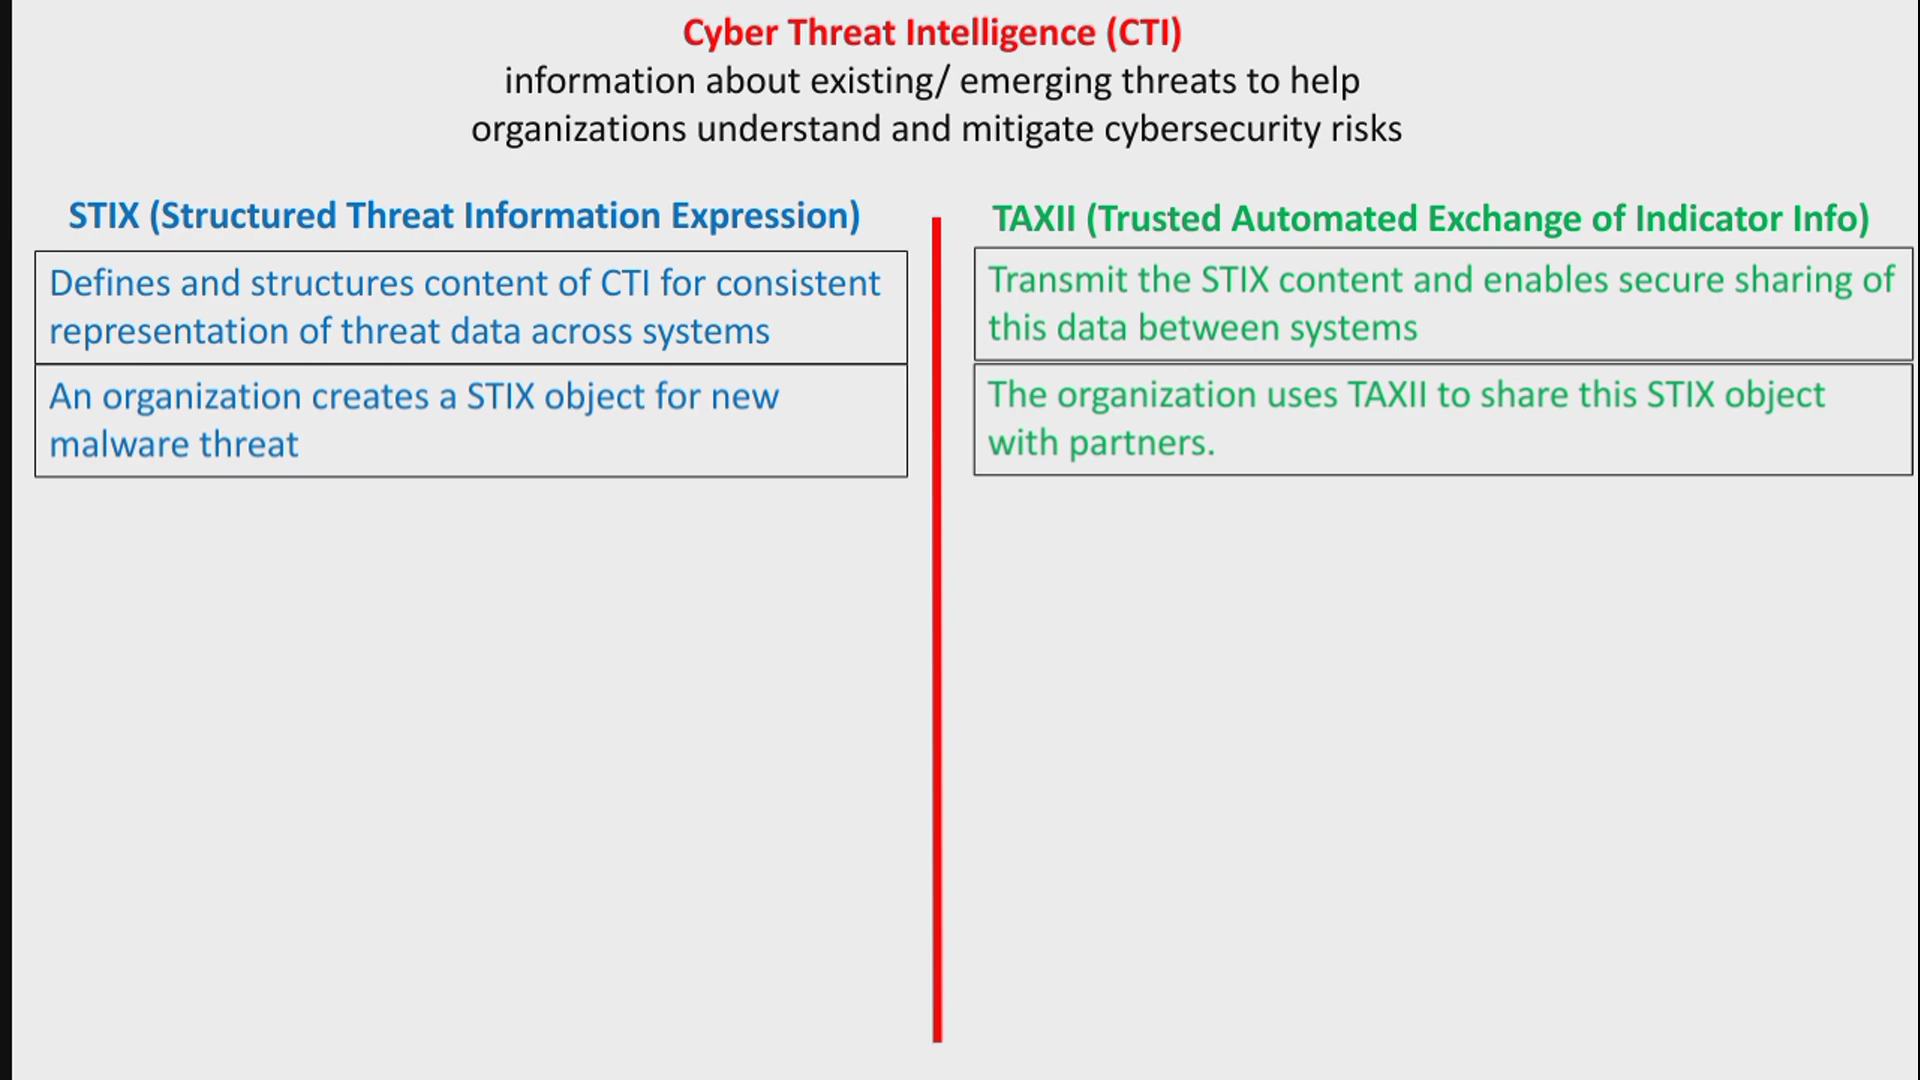 Cyber Threat Intelligence (CTI)
information about existing/ emerging threats to help
organizations understand and mitigate cybersecurity risks
STIX (Structured Threat Information Expression)
Defines and structures content of CTI for consistent
representation of threat data across systems
An organization creates a STIX object for new
malware threat
TAXII (Trusted Automated Exchange of Indicator Info)
Transmit the STIX content and enables secure sharing of
this data between systems
The organization uses TAXII to share this STIX object
with partners.